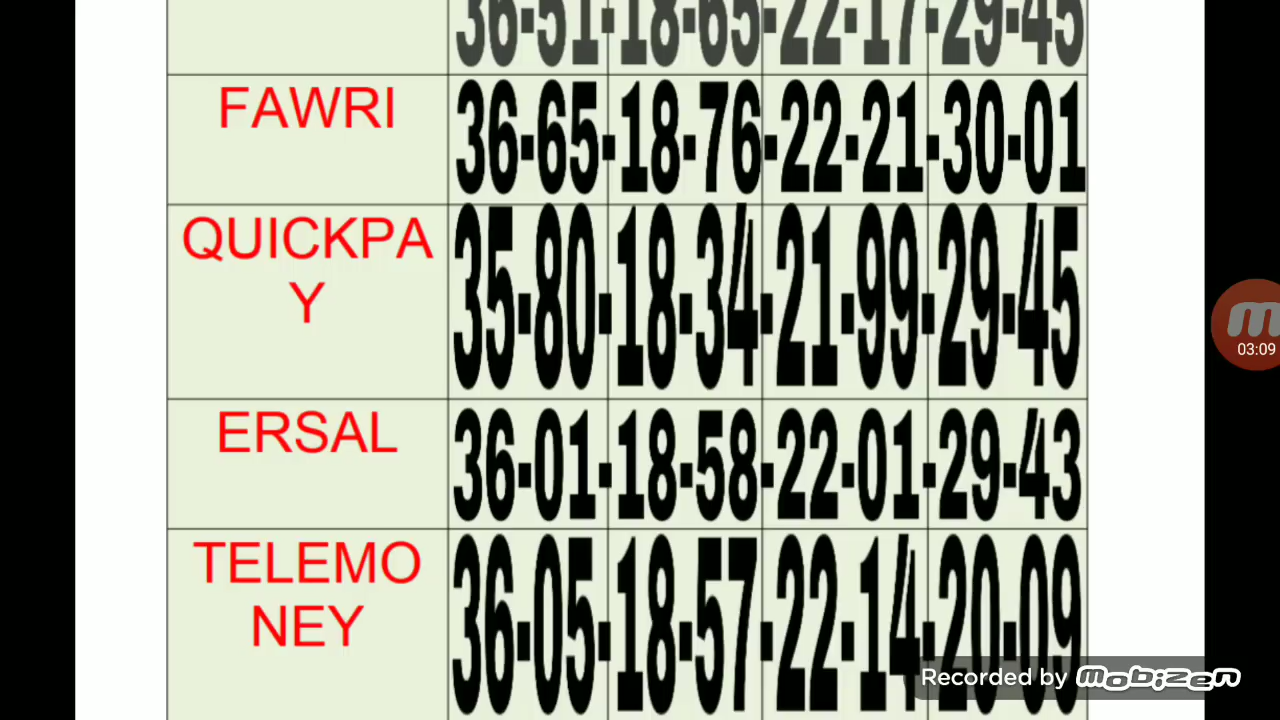 36-51-18-65-22-17-29-45
FAWRI 36-65-18-76-22-21-30-01
QUICKPA
Y 35-80-18-34-21-99-29-45
ERSAL 36-01-18-58-22-01-29-43
TELEMO
NEY 36-05-18-57-22-14-20-09
03:09
Recorded by mobizen